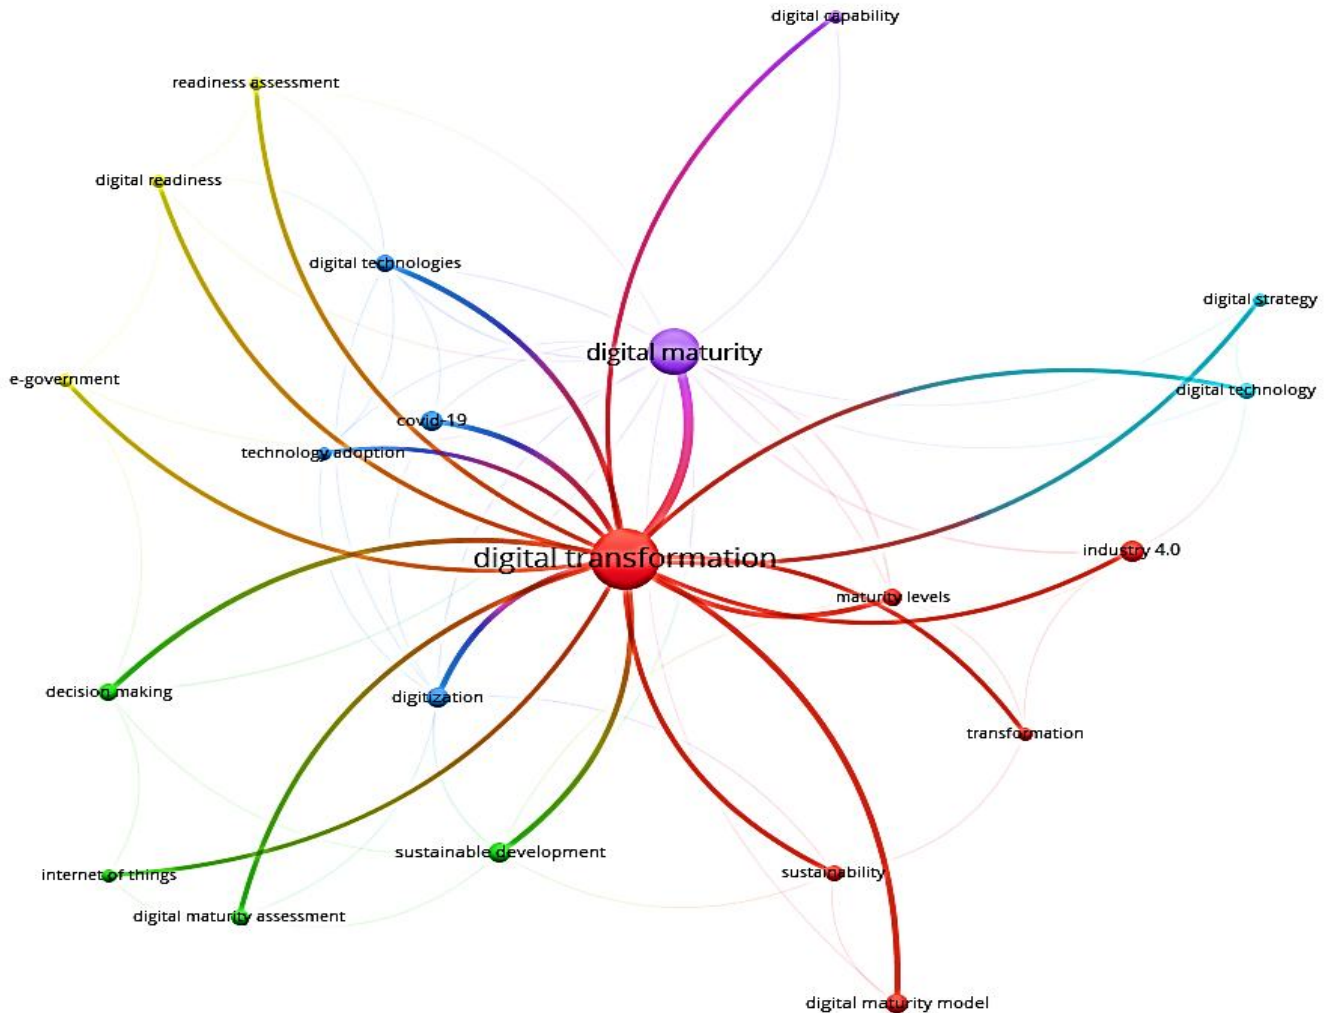 digital capability
readiness assessment
digital readiness
digital technologies
digital strategy
digital maturity
e-government
digital technology
covid-19
technology adoption
industry 4.0
digital transformation
maturity levels
decision making
digitization
transformation
sustainable development
sustainability
internet of things
digital maturity assessment
digital maturity model